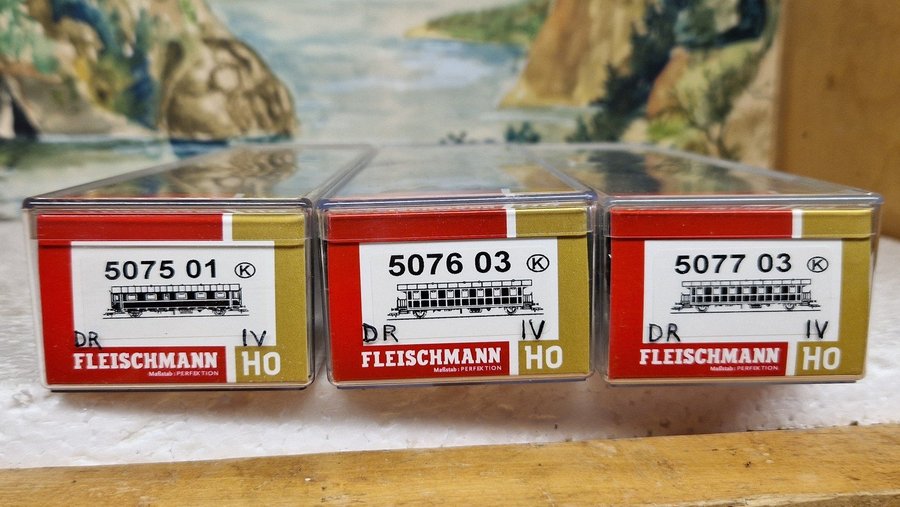 5075 01 K
DR IV
FLEISCHMANN HO
Maßstab: PERFEKTION
5076 03 K
DR IV
FLEISCHMANN HO
Maßstab: PERFEKTION
5077 03 K
DR IV
FLEISCHMANN HO
Maßstab: PERFEKTION